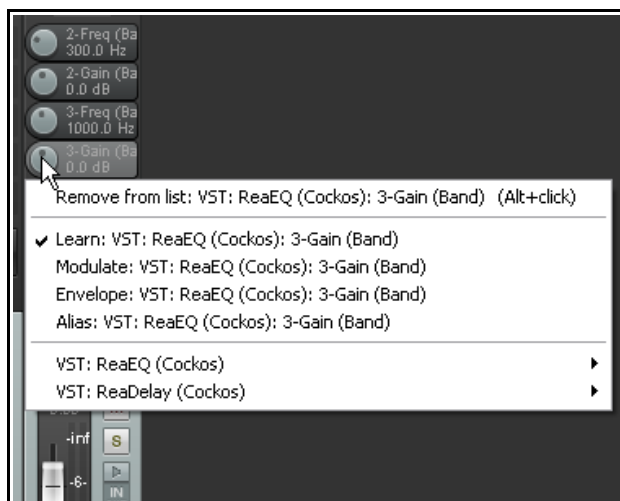 2-Freq (Ba
300.0 Hz
2-Gain (Ba
0.0 dB
3-Freq (Ba
1000.0 Hz
3-Gain (Ba
0.0 dB
Remove from list: VST: ReaEQ (Cockos): 3-Gain (Band) (Alt+click)
Learn: VST: ReaEQ (Cockos): 3-Gain (Band)
Modulate: VST: ReaEQ (Cockos): 3-Gain (Band)
Envelope: VST: ReaEQ (Cockos): 3-Gain (Band)
Alias: VST: ReaEQ (Cockos): 3-Gain (Band)
VST: ReaEQ (Cockos)
VST: ReaDelay (Cockos)
-inf
S
-6-
IN